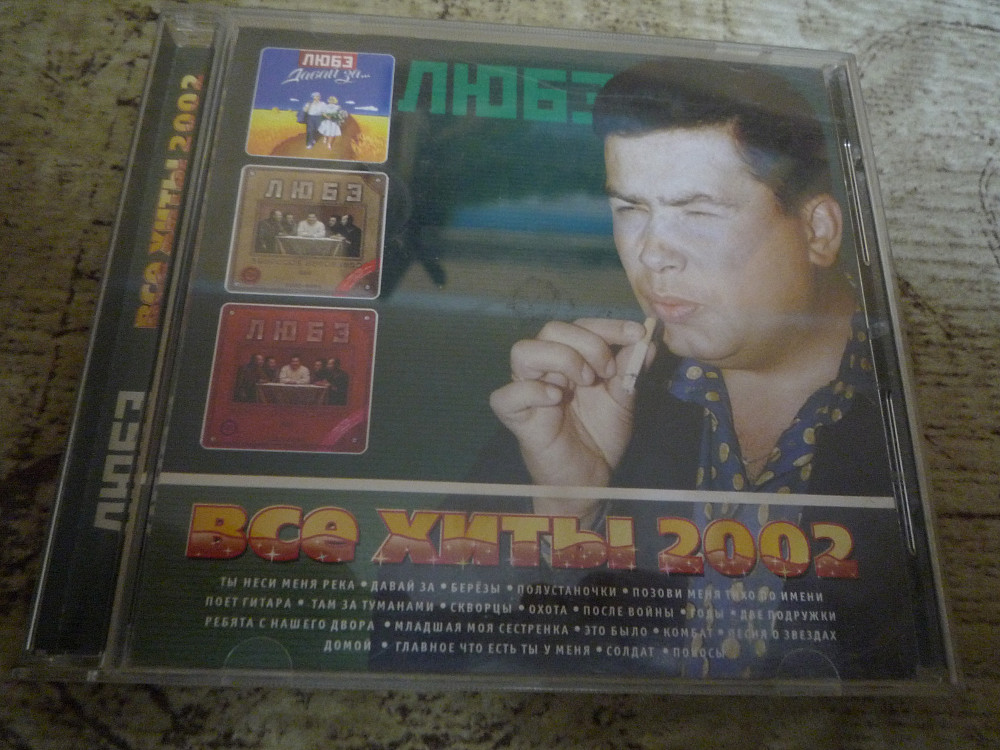 ЛЮБЭ
ВСЕ ХИТЫ 2002
ЛЮБЭ
Давай за...
ЛЮБЭ
ЛЮБЭ
ЛЮБЭ
ВСЕ ХИТЫ 2002
ТЫ НЕСИ МЕНЯ РЕКА • ДАВАЙ ЗА • БЕРЁЗЫ • ПОЛУСТАНОЧКИ • ПОЗОВИ МЕНЯ ТИХО ПО ИМЕНИ
ПОЕТ ГИТАРА • ТАМ ЗА ТУМАНАМИ • СКВОРЦЫ • ОХОТА • ПОСЛЕ ВОЙНЫ • ГОДЫ • ДВЕ ПОДРУЖКИ
РЕБЯТА С НАШЕГО ДВОРА • МЛАДШАЯ МОЯ СЕСТРЕНКА • ЭТО БЫЛО • КОМБАТ • ПЕСНЯ О ЗВЕЗДАХ
ДОМОЙ • ГЛАВНОЕ ЧТО ЕСТЬ ТЫ У МЕНЯ • СОЛДАТ • ПОКОСЫ